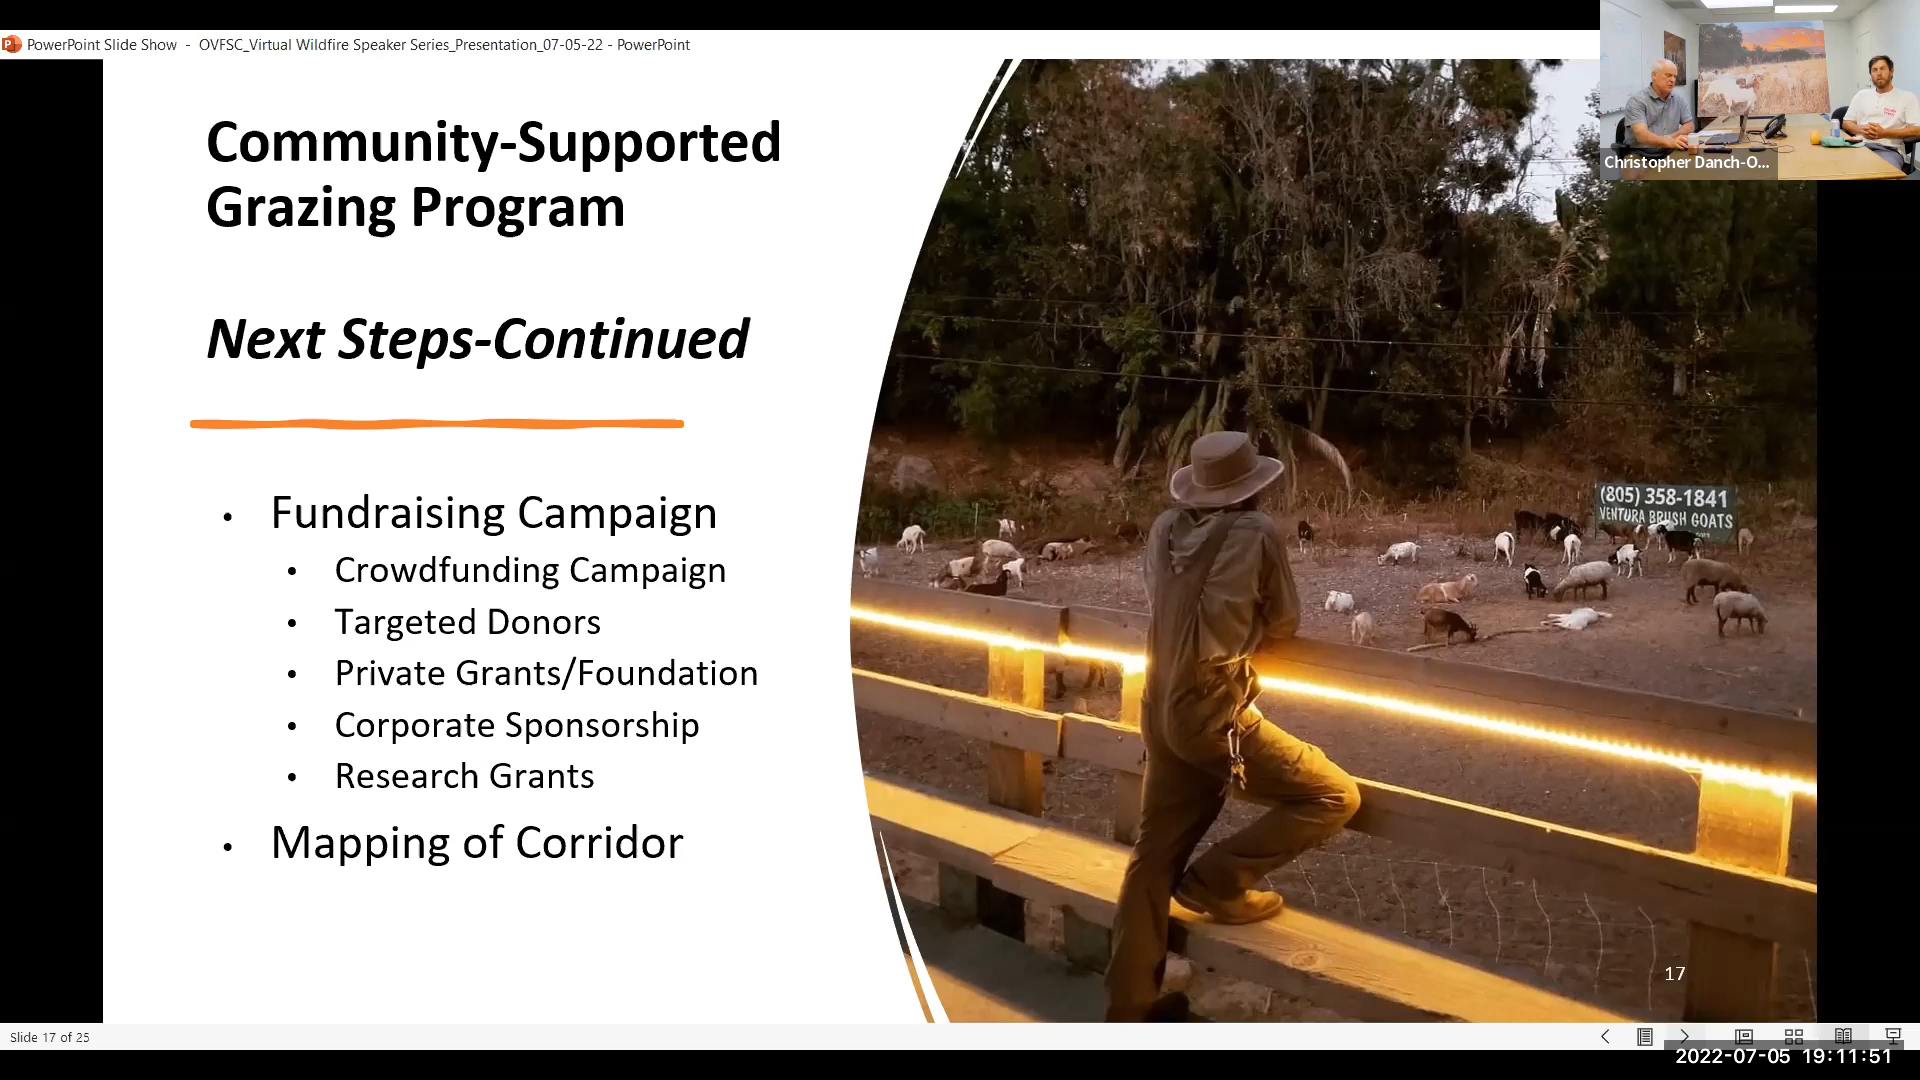 PowerPoint Slide Show - OVFSC_Virtual Wildfire Speaker Series_Presentation_07-05-22 - PowerPoint
Christopher Danch-O...
Community-Supported
Grazing Program
Next Steps-Continued
• Fundraising Campaign
• Crowdfunding Campaign
• Targeted Donors
• Private Grants/Foundation
• Corporate Sponsorship
• Research Grants
• Mapping of Corridor
(805) 358-1841
VENTURA BRUSH GOATS
17
Slide 17 of 25
2022-07-05 19:11:51